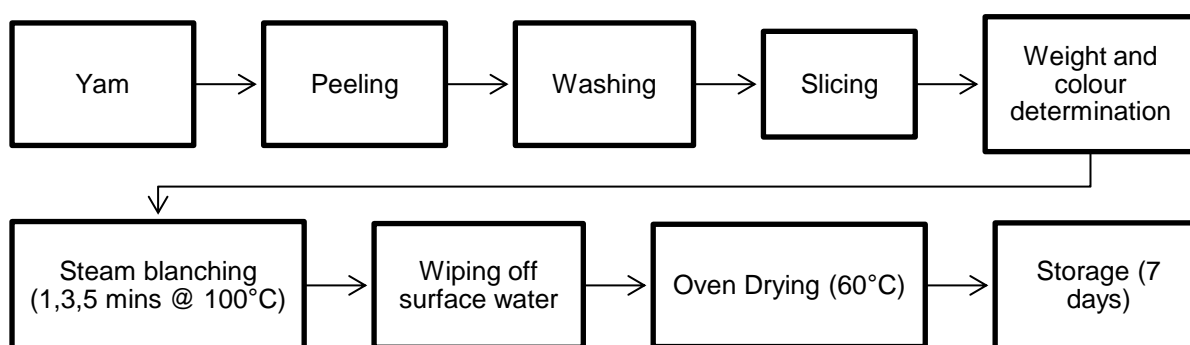 Yam
Peeling
Washing
Slicing
Weight and
colour
determination
Steam blanching
(1,3,5 mins @ 100°C)
Wiping off
surface water
Oven Drying (60°C)
Storage (7
days)